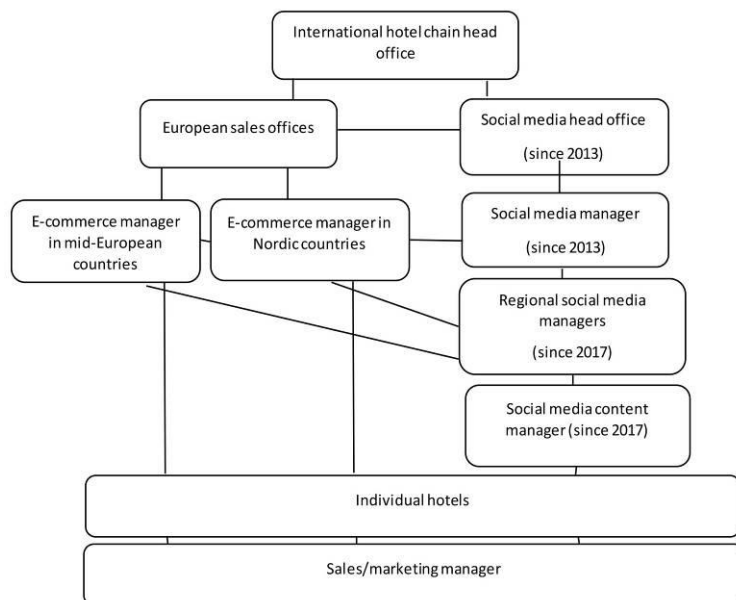 International hotel chain head
office
European sales offices
Social media head office
(since 2013)
E-commerce manager
in mid-European
countries
E-commerce manager in
Nordic countries
Social media manager
(since 2013)
Regional social media
managers
(since 2017)
Social media content
manager (since 2017)
Individual hotels
Sales/marketing manager